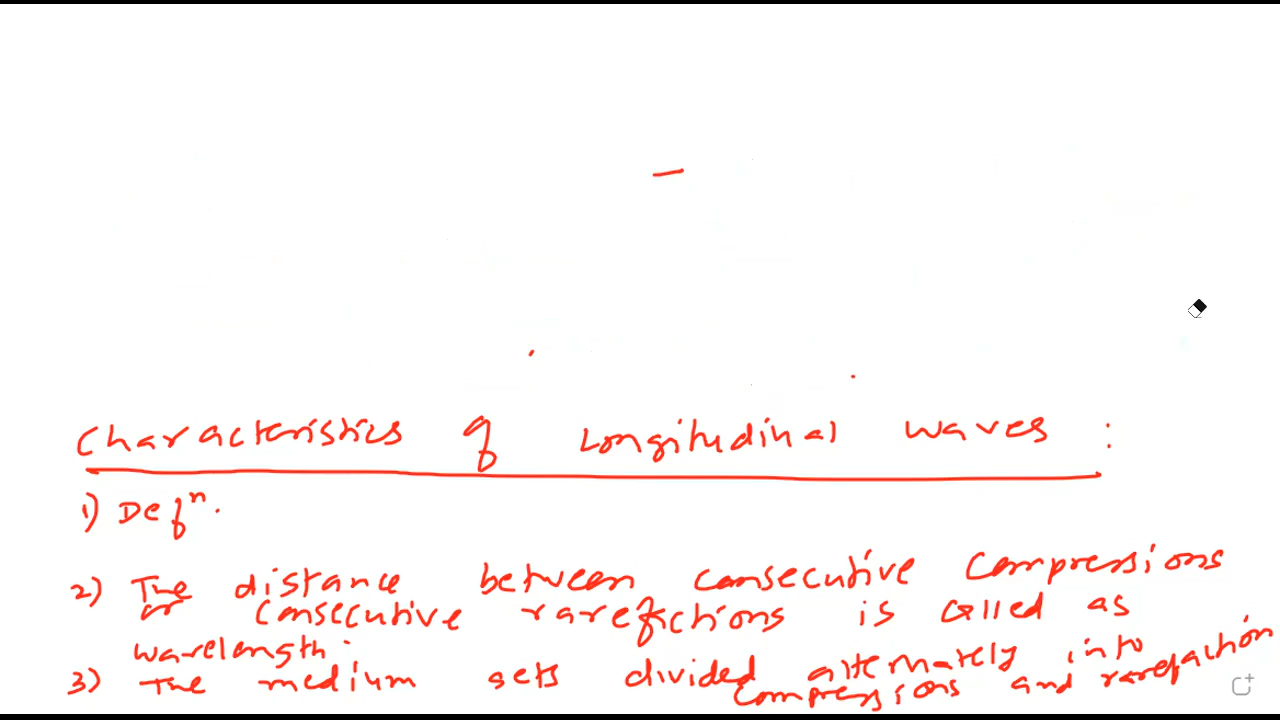 Characteristics of Longitudinal waves :
1) Defⁿ.
2) The distance between consecutive compressions
or consecutive rarefictions is called as
wavelength.
3) The medium gets divided alternately into
compressions and rarefaction